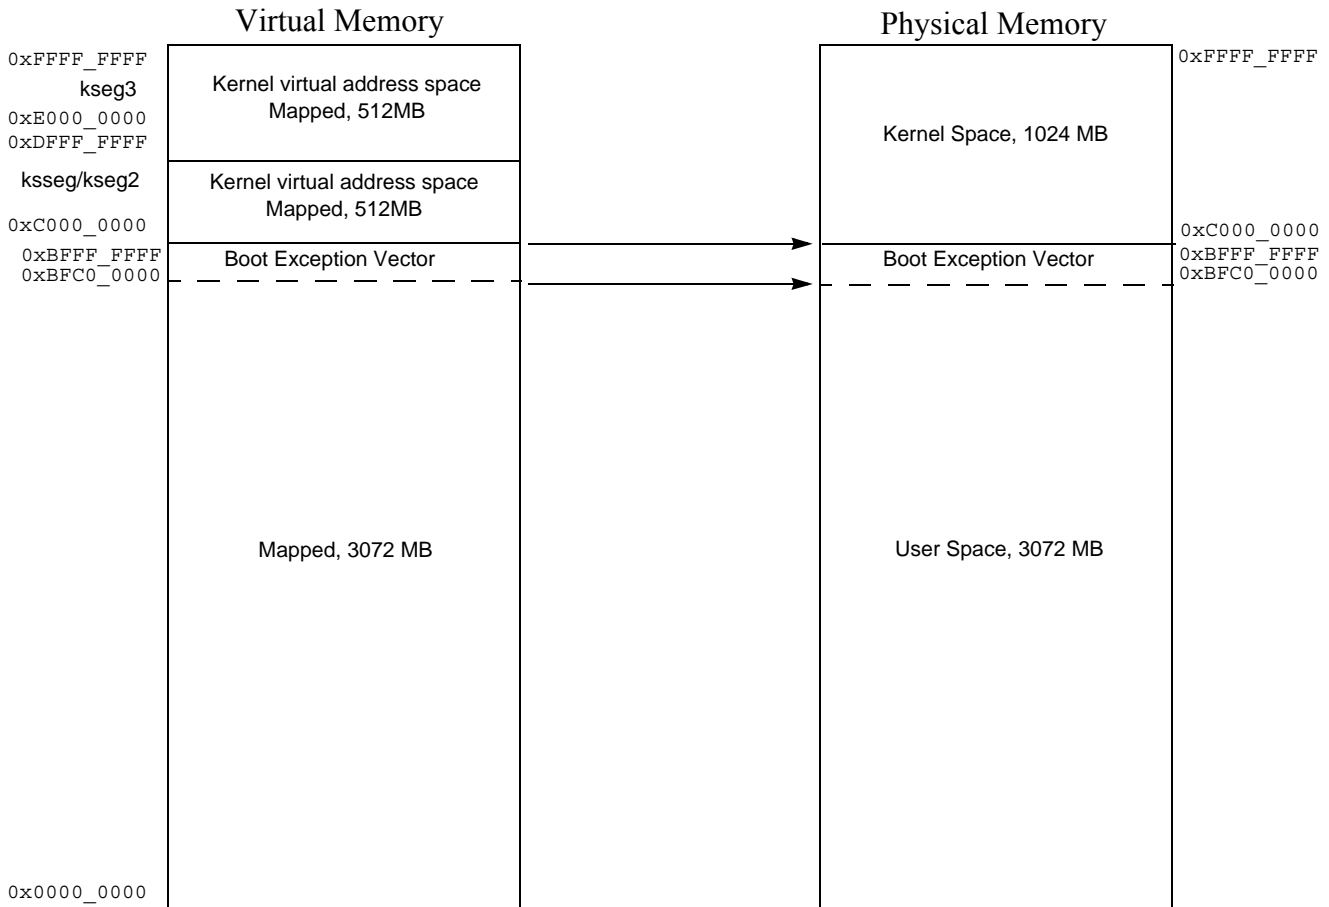 Virtual Memory
Physical Memory
0xFFFF_FFFF
kseg3
0xE000_0000
0xDFFF_FFFF
ksseg/kseg2
0xC000_0000
0xBFFF_FFFF
0xBFC0_0000
0x0000_0000
Kernel virtual address space
Mapped, 512MB
Kernel virtual address space
Mapped, 512MB
Boot Exception Vector
Mapped, 3072 MB
Kernel Space, 1024 MB
Boot Exception Vector
User Space, 3072 MB
0xFFFF_FFFF
0xC000_0000
0xBFFF_FFFF
0xBFC0_0000